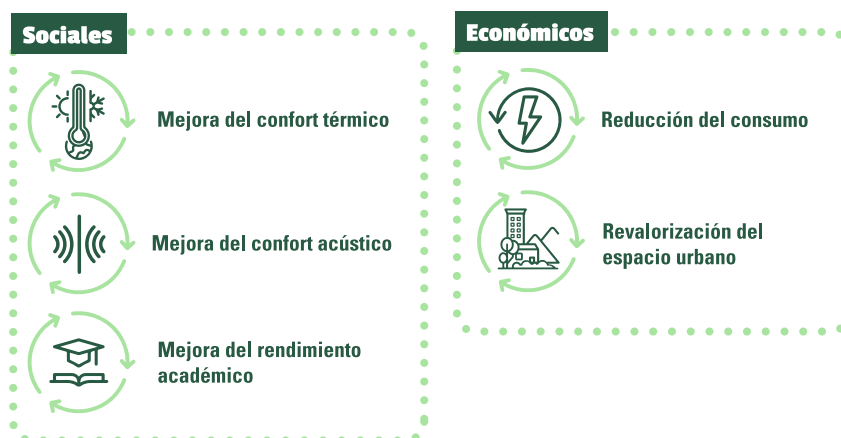 Sociales
Mejora del confort térmico
Mejora del confort acústico
Mejora del rendimiento
académico
Económicos
Reducción del consumo
Revalorización del
espacio urbano